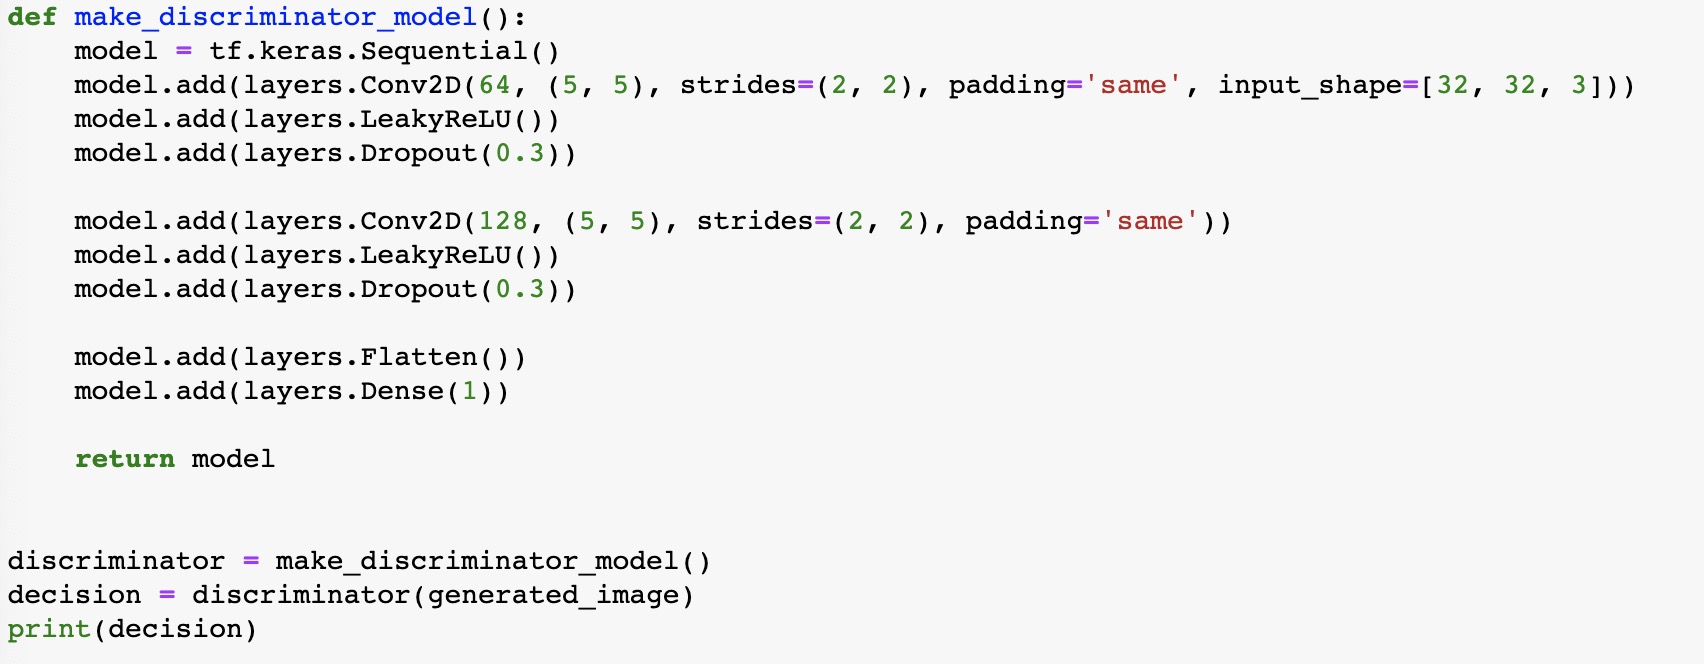 def make_discriminator_model():
    model = tf.keras.Sequential()
    model.add(layers.Conv2D(64, (5, 5), strides=(2, 2), padding='same', input_shape=[32, 32, 3]))
    model.add(layers.LeakyReLU())
    model.add(layers.Dropout(0.3))

    model.add(layers.Conv2D(128, (5, 5), strides=(2, 2), padding='same'))
    model.add(layers.LeakyReLU())
    model.add(layers.Dropout(0.3))

    model.add(layers.Flatten())
    model.add(layers.Dense(1))

    return model


discriminator = make_discriminator_model()
decision = discriminator(generated_image)
print(decision)